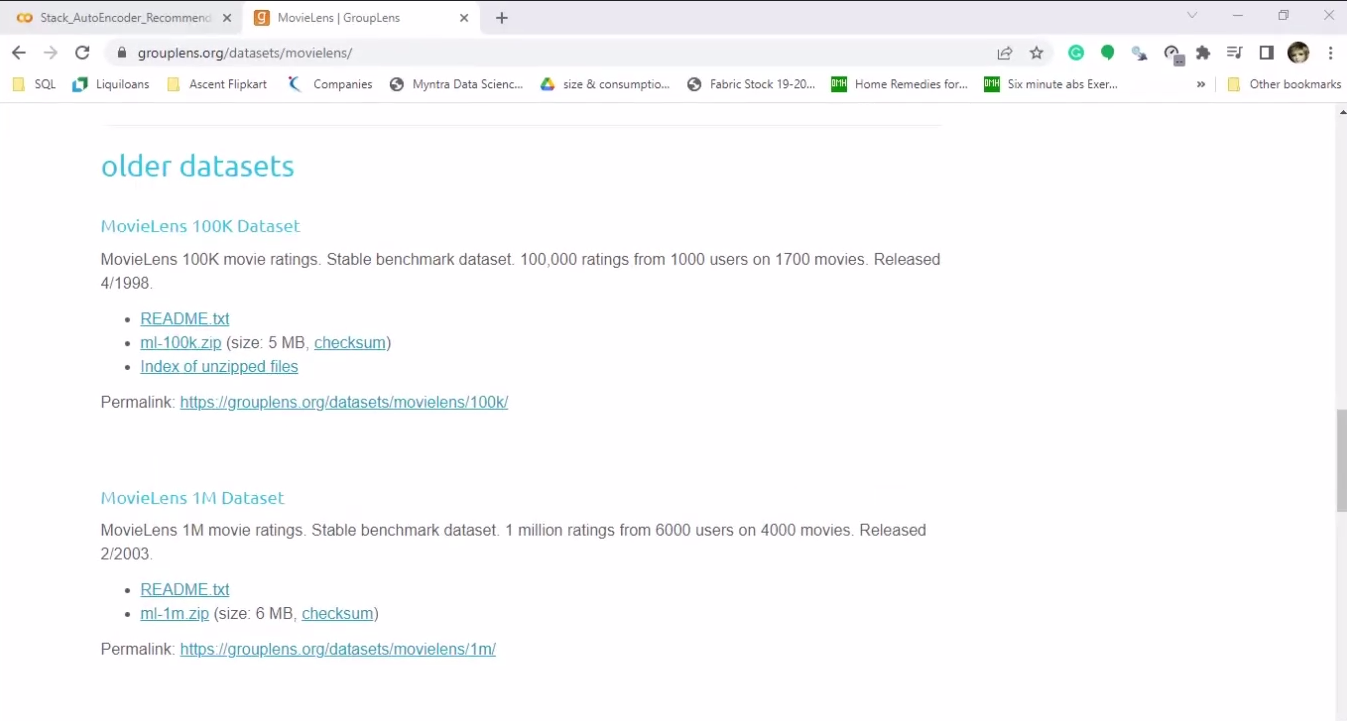 Stack_AutoEncoder_Recommend
MovieLens | GroupLens
grouplens.org/datasets/movielens/
SQL Liquiloans Ascent Flipkart Companies Myntra Data Scienc... size & consumptio... Fabric Stock 19-20... Home Remedies for... Six minute abs Exer... » Other bookmarks
older datasets
MovieLens 100K Dataset
MovieLens 100K movie ratings. Stable benchmark dataset. 100,000 ratings from 1000 users on 1700 movies. Released
4/1998.
• README.txt
• ml-100k.zip (size: 5 MB, checksum)
• Index of unzipped files
Permalink: https://grouplens.org/datasets/movielens/100k/
MovieLens 1M Dataset
MovieLens 1M movie ratings. Stable benchmark dataset. 1 million ratings from 6000 users on 4000 movies. Released
2/2003.
• README.txt
• ml-1m.zip (size: 6 MB, checksum)
Permalink: https://grouplens.org/datasets/movielens/1m/